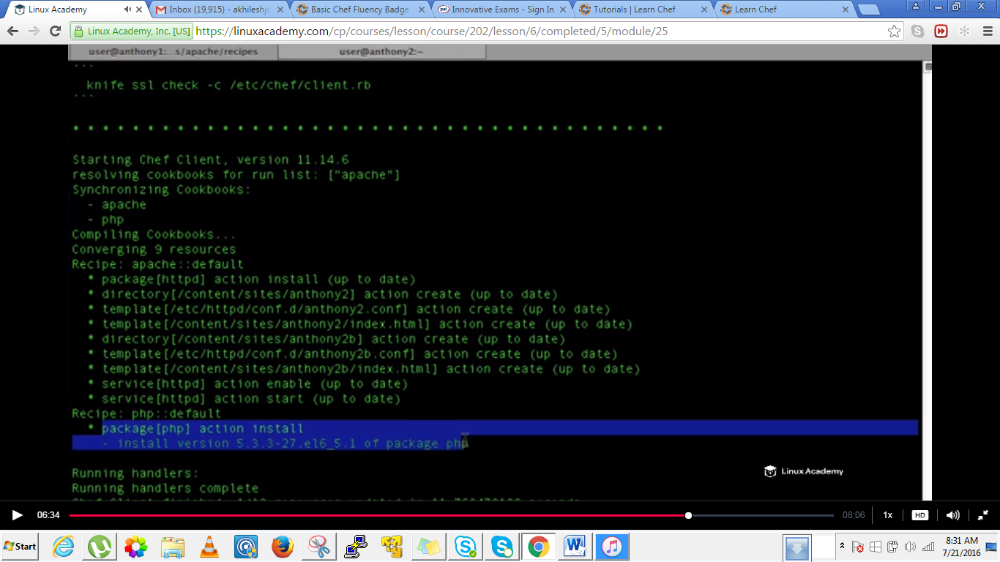 Linux Academy
Inbox (19,915) - akhileshjo
Basic Chef Fluency Badge
Innovative Exams - Sign In
Tutorials | Learn Chef
Learn Chef
Linux Academy, Inc. [US]
https://linuxacademy.com/cp/courses/lesson/course/202/lesson/6/completed/5/module/25
user@anthony1:...s/apache/recipes
user@anthony2:~
```
knife ssl check -c /etc/chef/client.rb
```
* * * * * * * * * * * * * * * * * * * * * * * * * * * * * * * * * * * * * * * *
Starting Chef Client, version 11.14.6
resolving cookbooks for run list: ["apache"]
Synchronizing Cookbooks:
- apache
- php
Compiling Cookbooks...
Converging 9 resources
Recipe: apache::default
* package[httpd] action install (up to date)
* directory[/content/sites/anthony2] action create (up to date)
* template[/etc/httpd/conf.d/anthony2.conf] action create (up to date)
* template[/content/sites/anthony2/index.html] action create (up to date)
* directory[/content/sites/anthony2b] action create (up to date)
* template[/etc/httpd/conf.d/anthony2b.conf] action create (up to date)
* template[/content/sites/anthony2b/index.html] action create (up to date)
* service[httpd] action enable (up to date)
* service[httpd] action start (up to date)
Recipe: php::default
* package[php] action install
- install version 5.3.3-27.el6_5.1 of package php
Running handlers:
Running handlers complete
Linux Academy
06:34
08:06
1x
HD
Start
8:31 AM
7/21/2016